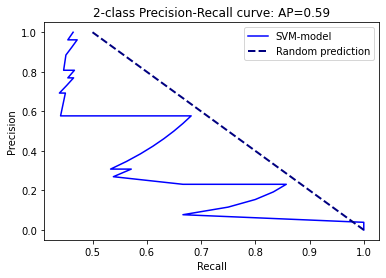 2-class Precision-Recall curve: AP=0.59
SVM-model
Random prediction
1.0
0.8
0.6
0.4
0.2
0.0
Precision
0.5 0.6 0.7 0.8 0.9 1.0
Recall